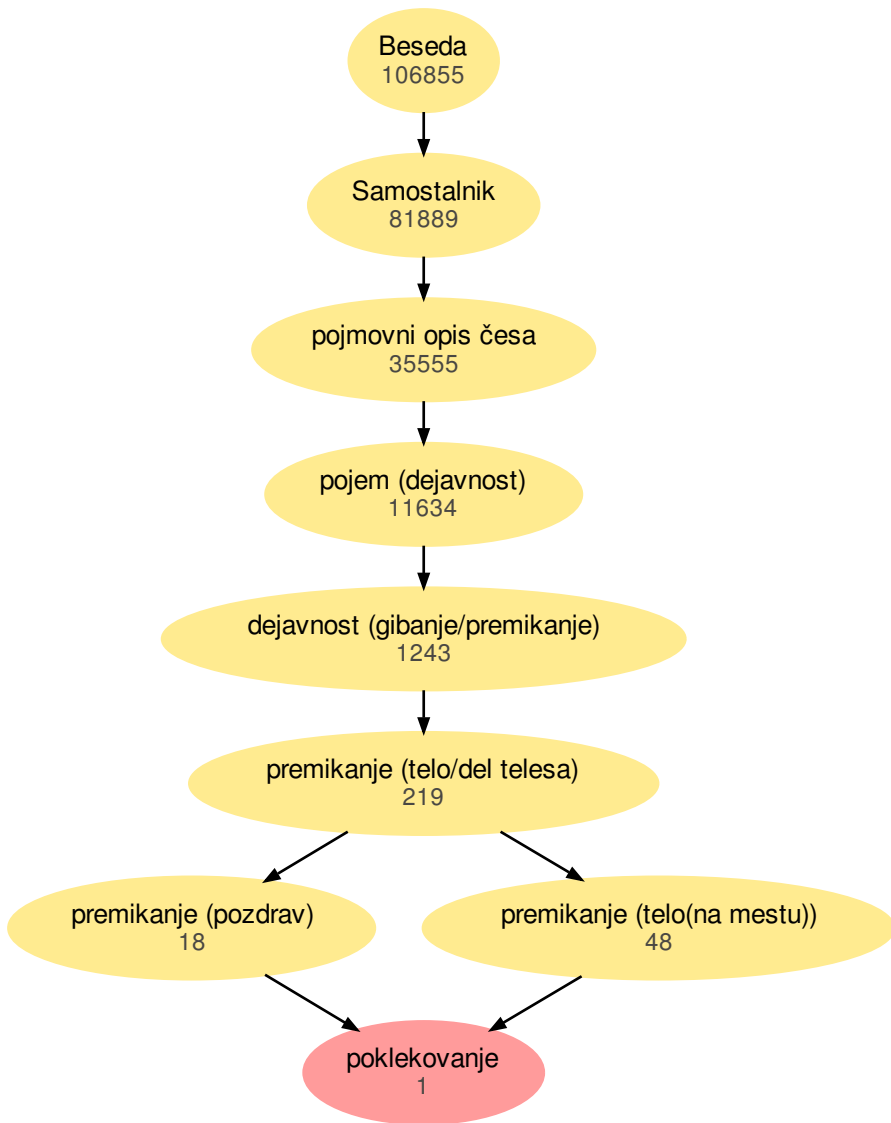 Beseda
106855
Samostalnik
81889
pojmovni opis česa
35555
pojem (dejavnost)
11634
dejavnost (gibanje/premikanje)
1243
premikanje (telo/del telesa)
219
premikanje (pozdrav)
18
premikanje (telo(na mestu))
48
poklekovanje
1